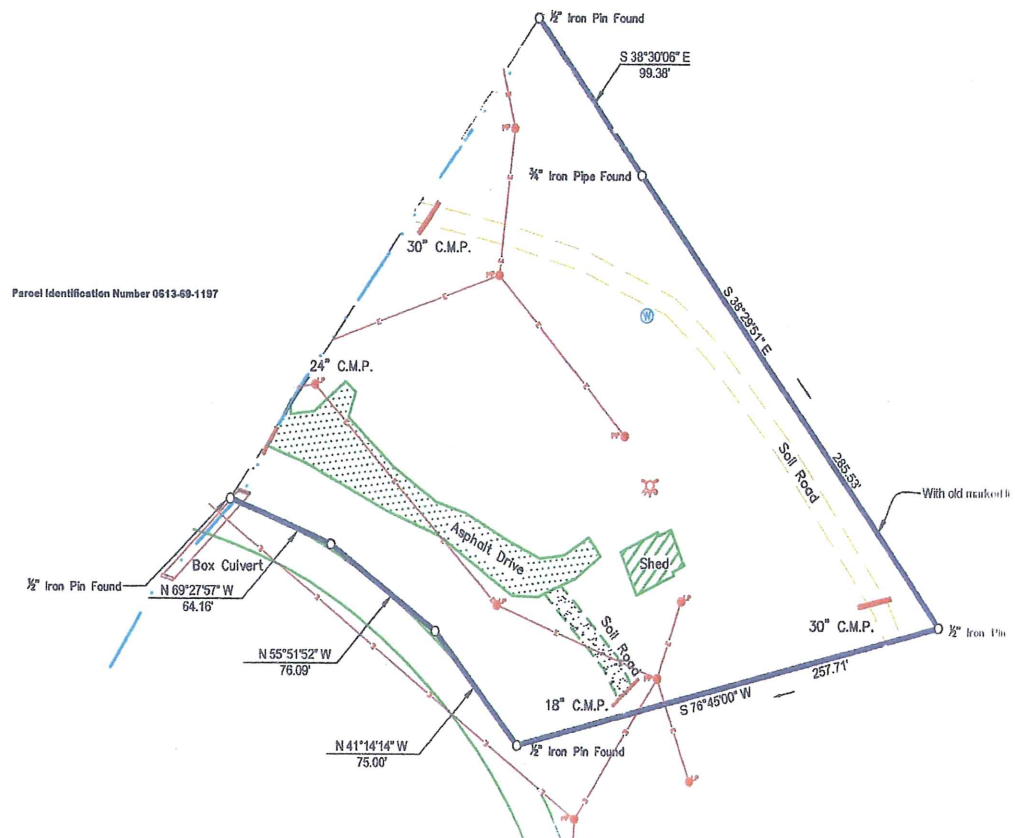 ½" Iron Pin Found
S 38°30'06" E
99.38'
¾" Iron Pipe Found
30" C.M.P.
Parcel Identification Number 0613-69-1197
S 38°29'51" E
24" C.M.P.
Soil Road
285.53'
With old marked li
Asphalt Drive
Shed
Box Culvert
½" Iron Pin Found
N 69°27'57" W
64.16'
Soil Road
30" C.M.P.
½" Iron Pin
257.71'
N 55°51'52" W
76.09'
18" C.M.P.
S 76°45'00" W
½" Iron Pin Found
N 41°14'14" W
75.00'
W